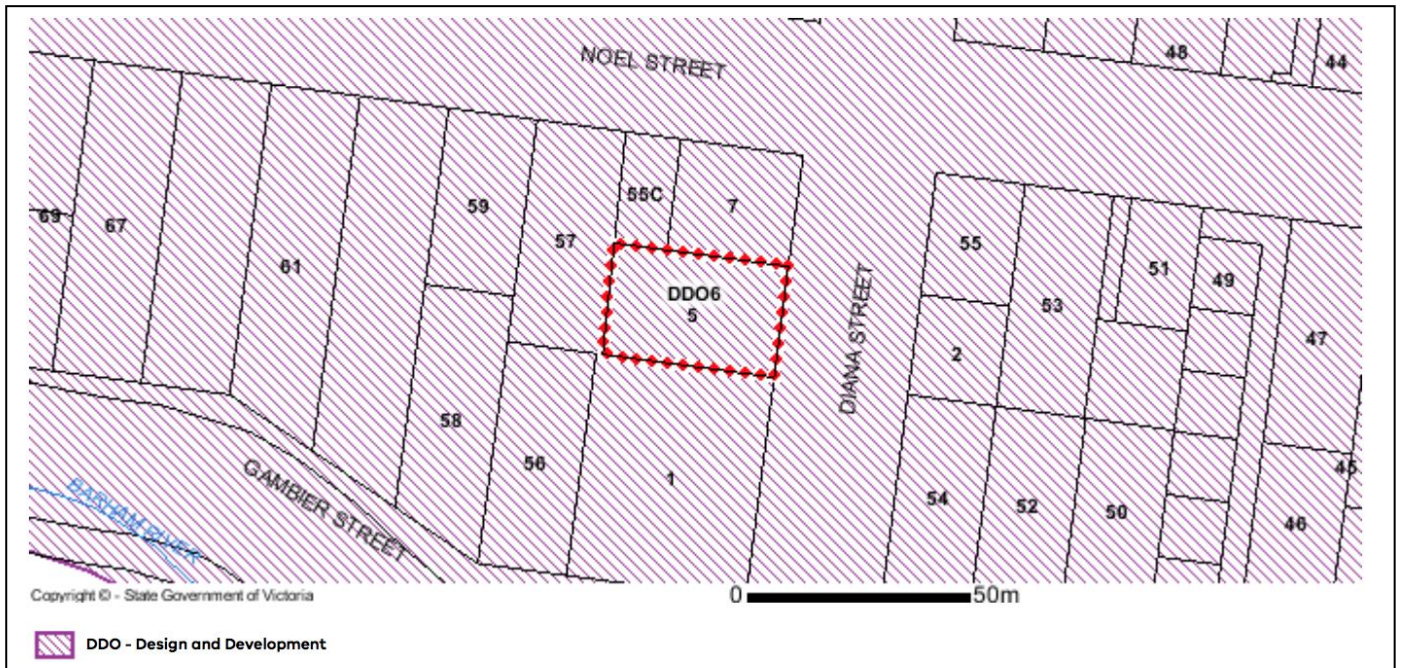 NOEL STREET
48
44
69
67
61
59
57
55C
7
DDO6
5
55
53
51
49
47
2
DIANA STREET
58
56
1
54
52
50
45
46
GAMBIER STREET
BARHAM RIVER
Copyright © - State Government of Victoria
0 50m
DDO - Design and Development